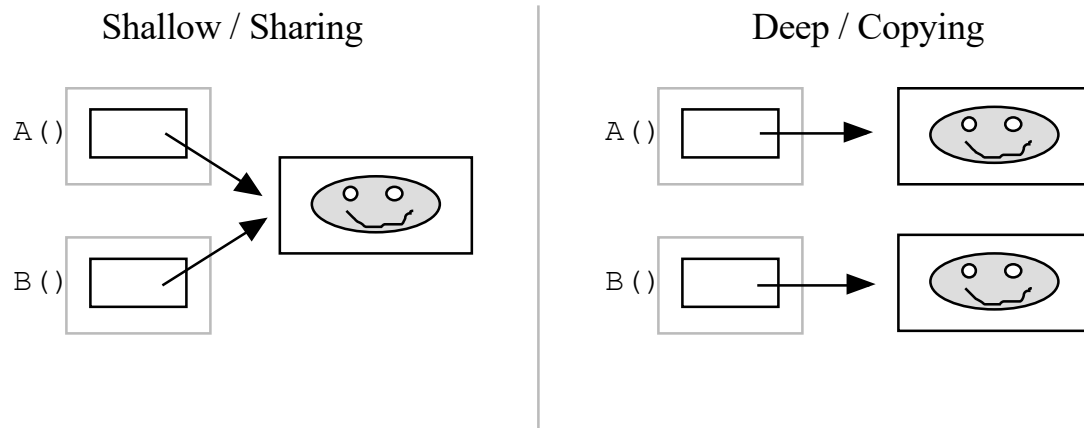 Shallow / Sharing
A()
B()
Deep / Copying
A()
B()